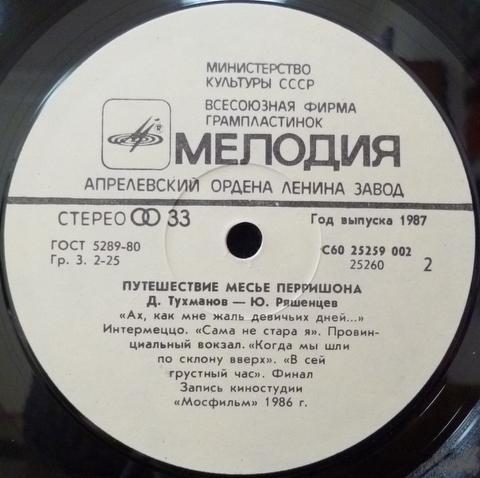 МИНИСТЕРСТВО
КУЛЬТУРЫ СССР
ВСЕСОЮЗНАЯ ФИРМА
ГРАМПЛАСТИНОК
МЕЛОДИЯ
АПРЕЛЕВСКИЙ ОРДЕНА ЛЕНИНА ЗАВОД
СТЕРЕО 33
Год выпуска 1987
ГОСТ 5289-80
Гр. 3. 2-25
С60 25259 002
25260
2
ПУТЕШЕСТВИЕ МЕСЬЕ ПЕРРИШОНА
Д. Тухманов — Ю. Ряшенцев
«Ах, как мне жаль девичьих дней...»
Интермеццо. «Сама не стара я». Провин-
циальный вокзал. «Когда мы шли
по склону вверх». «В сей
грустный час». Финал
Запись киностудии
«Мосфильм» 1986 г.